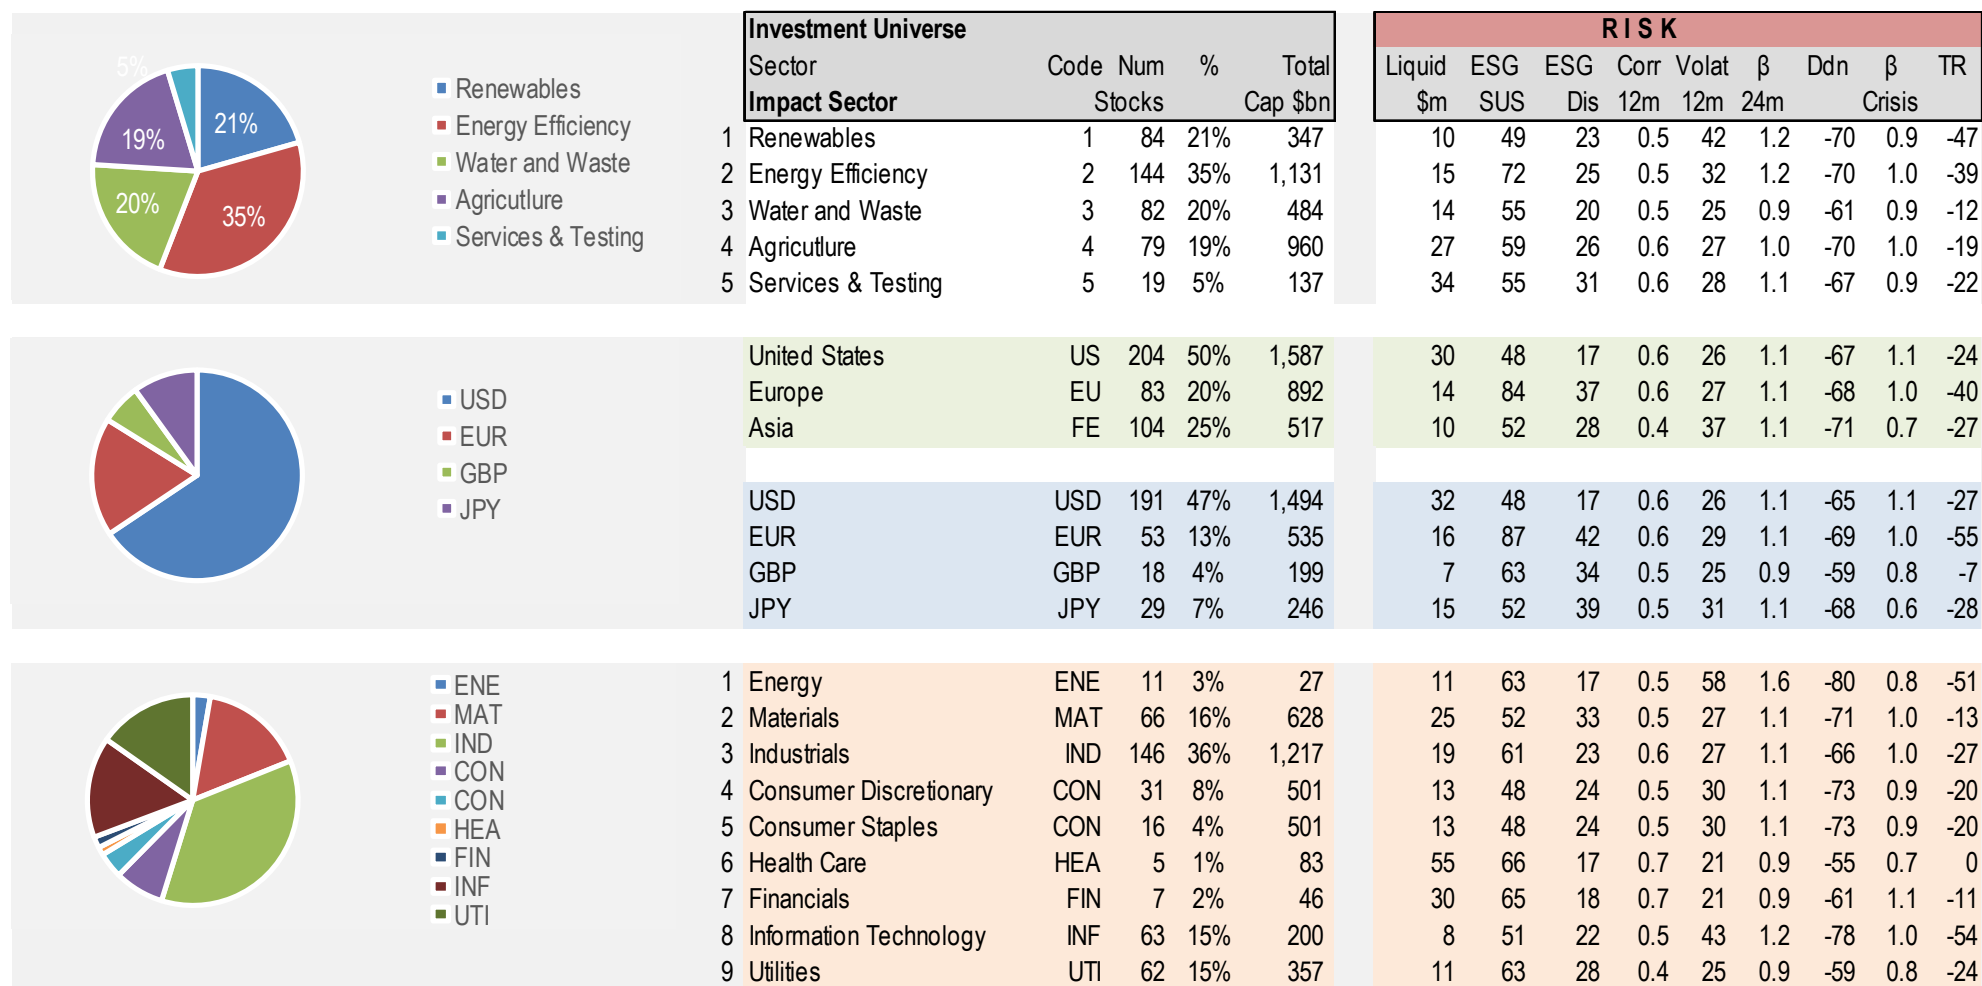 5%
21%
19%
20%
35%
Renewables
Energy Efficiency
Water and Waste
Agricutlure
Services & Testing
Investment Universe
Sector Code Num % Total
Impact Sector Stocks Cap $bn
RISK
Liquid ESG ESG Corr Volat β Ddn β TR
$m SUS Dis 12m 12m 24m Crisis
1 Renewables 1 84 21% 347 10 49 23 0.5 42 1.2 -70 0.9 -47
2 Energy Efficiency 2 144 35% 1,131 15 72 25 0.5 32 1.2 -70 1.0 -39
3 Water and Waste 3 82 20% 484 14 55 20 0.5 25 0.9 -61 0.9 -12
4 Agricutlure 4 79 19% 960 27 59 26 0.6 27 1.0 -70 1.0 -19
5 Services & Testing 5 19 5% 137 34 55 31 0.6 28 1.1 -67 0.9 -22
USD
EUR
GBP
JPY
United States US 204 50% 1,587 30 48 17 0.6 26 1.1 -67 1.1 -24
Europe EU 83 20% 892 14 84 37 0.6 27 1.1 -68 1.0 -40
Asia FE 104 25% 517 10 52 28 0.4 37 1.1 -71 0.7 -27
USD USD 191 47% 1,494 32 48 17 0.6 26 1.1 -65 1.1 -27
EUR EUR 53 13% 535 16 87 42 0.6 29 1.1 -69 1.0 -55
GBP GBP 18 4% 199 7 63 34 0.5 25 0.9 -59 0.8 -7
JPY JPY 29 7% 246 15 52 39 0.5 31 1.1 -68 0.6 -28
ENE
MAT
IND
CON
CON
HEA
FIN
INF
UTI
1 Energy ENE 11 3% 27 11 63 17 0.5 58 1.6 -80 0.8 -51
2 Materials MAT 66 16% 628 25 52 33 0.5 27 1.1 -71 1.0 -13
3 Industrials IND 146 36% 1,217 19 61 23 0.6 27 1.1 -66 1.0 -27
4 Consumer Discretionary CON 31 8% 501 13 48 24 0.5 30 1.1 -73 0.9 -20
5 Consumer Staples CON 16 4% 501 13 48 24 0.5 30 1.1 -73 0.9 -20
6 Health Care HEA 5 1% 83 55 66 17 0.7 21 0.9 -55 0.7 0
7 Financials FIN 7 2% 46 30 65 18 0.7 21 0.9 -61 1.1 -11
8 Information Technology INF 63 15% 200 8 51 22 0.5 43 1.2 -78 1.0 -54
9 Utilities UTI 62 15% 357 11 63 28 0.4 25 0.9 -59 0.8 -24